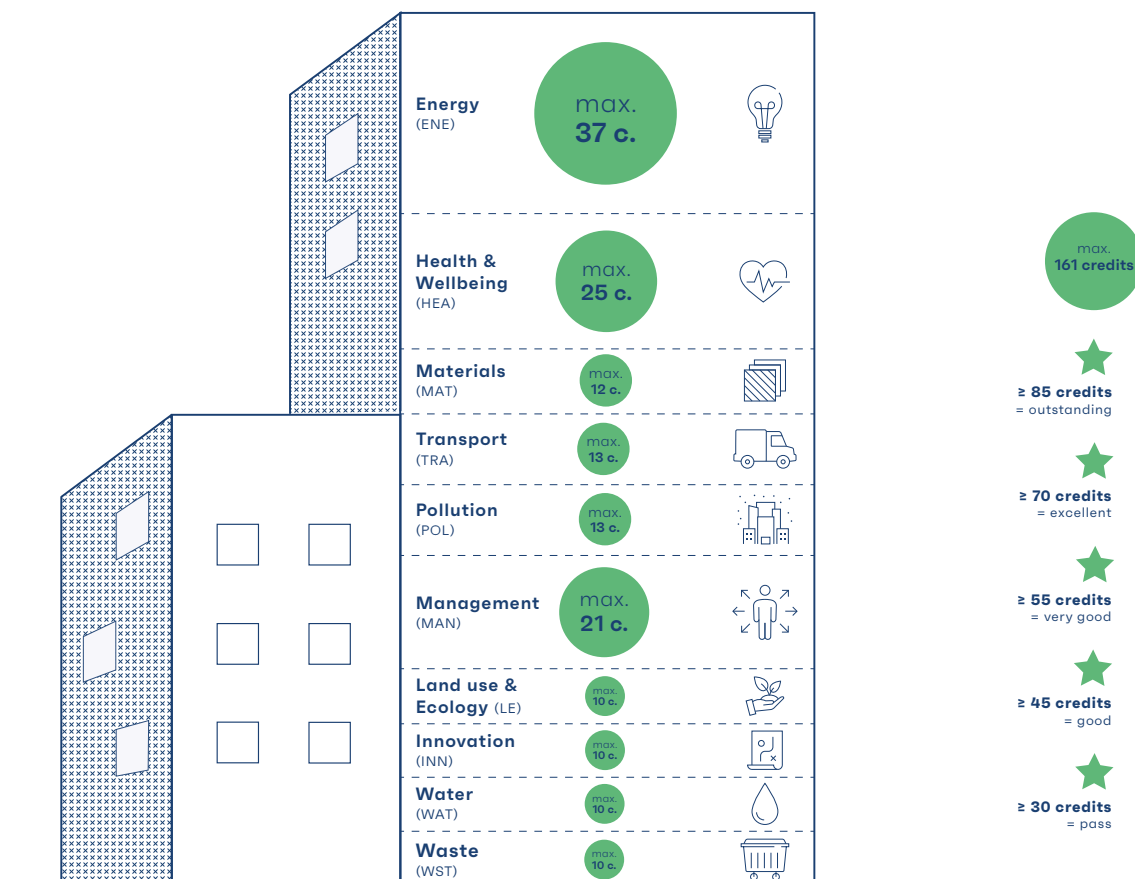 Energy
(ENE)
max.
37 c.
Health &
Wellbeing
(HEA)
max.
25 c.
Materials
(MAT)
max.
12 c.
Transport
(TRA)
max.
13 c.
Pollution
(POL)
max.
13 c.
Management
(MAN)
max.
21 c.
Land use &
Ecology (LE)
max.
10 c.
Innovation
(INN)
max.
10 c.
Water
(WAT)
max.
10 c.
Waste
(WST)
max.
10 c.
max.
161 credits
≥ 85 credits
= outstanding
≥ 70 credits
= excellent
≥ 55 credits
= very good
≥ 45 credits
= good
≥ 30 credits
= pass